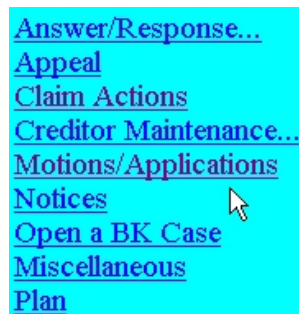 Answer/Response...
Appeal
Claim Actions
Creditor Maintenance...
Motions/Applications
Notices
Open a BK Case
Miscellaneous
Plan